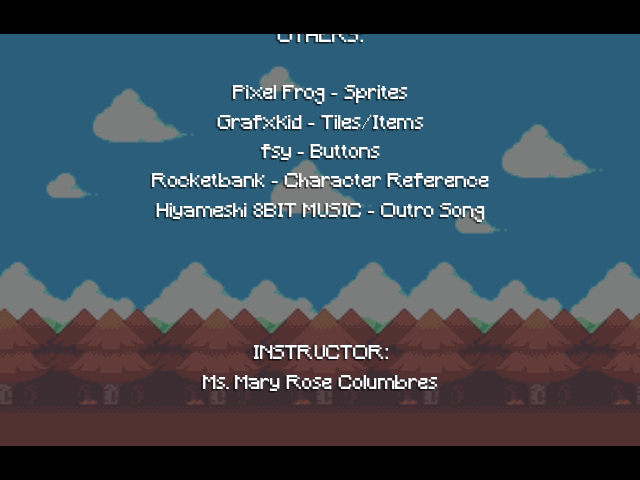 OTHERS:
Pixel Frog - Sprites
GrafxKid - Tiles/Items
fsy - Buttons
Rocketbank - Character Reference
Hiyameshi 8BIT MUSIC - Outro Song
INSTRUCTOR:
Ms. Mary Rose Columbres